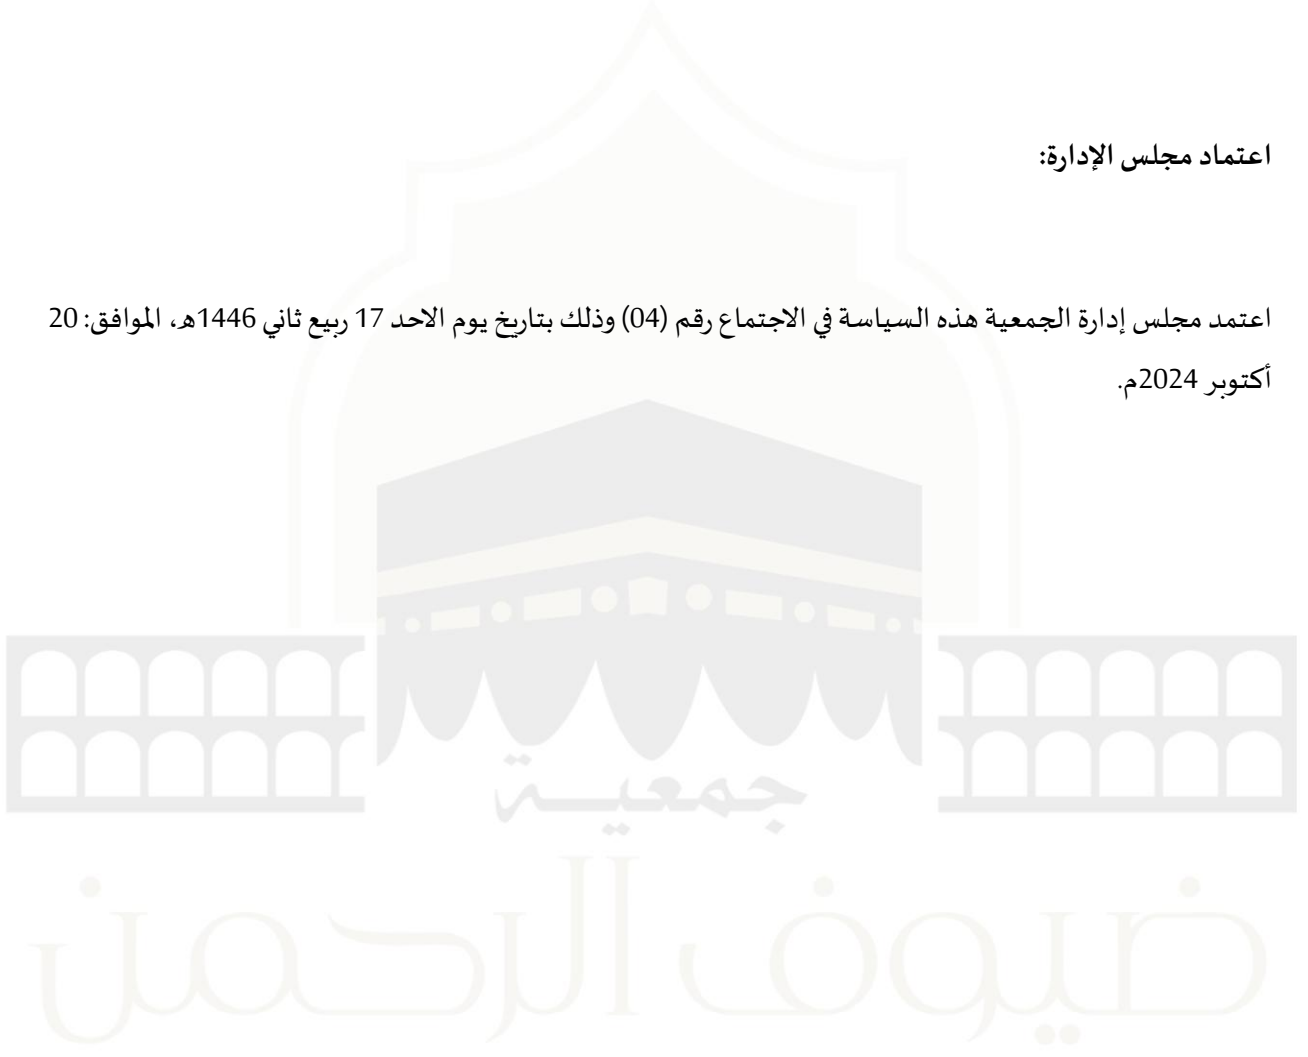 اعتماد مجلس الإدارة:
اعتمد مجلس إدارة الجمعية هذه السياسة في الاجتماع رقم (04) وذلك بتاريخ يوم الاحد 17 ربيع ثاني 1446هـ، الموافق: 20
أكتوبر 2024م.
جمعية
ضيوف الرحمن